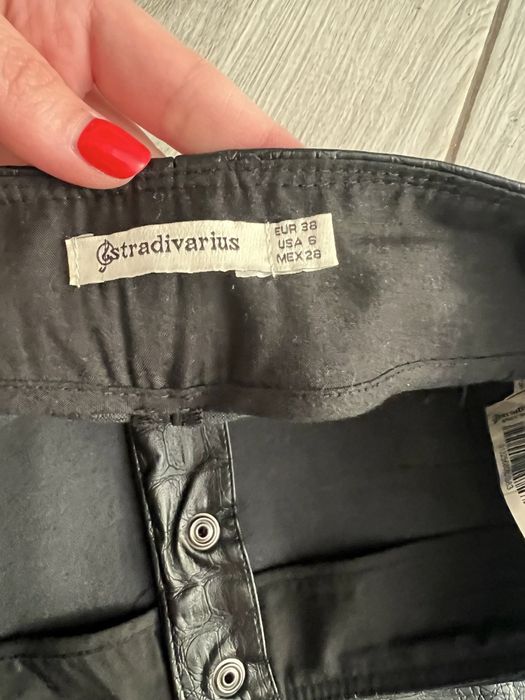 stradivarius
EUR 38
USA 6
MEX 28